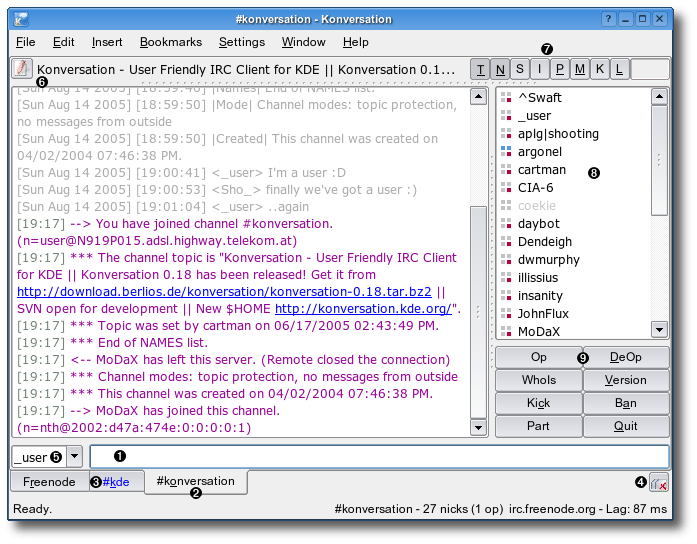 #konversation - Konversation
File Edit Insert Bookmarks Settings Window Help
7
6
Konversation - User Friendly IRC Client for KDE || Konversation 0.1...
T N S I P M K L
[Sun Aug 14 2005] [18:59:40] |Names| End of NAMES list.
[Sun Aug 14 2005] [18:59:50] |Mode| Channel modes: topic protection,
no messages from outside
[Sun Aug 14 2005] [18:59:50] |Created| This channel was created on
04/02/2004 07:46:38 PM.
[Sun Aug 14 2005] [19:00:41] <_user> I'm a user :D
[Sun Aug 14 2005] [19:00:53] <Sho_> finally we've got a user :)
[Sun Aug 14 2005] [19:01:04] <_user> ..again
[19:17] --> You have joined channel #konversation.
(n=user@N919P015.adsl.highway.telekom.at)
[19:17] *** The channel topic is "Konversation - User Friendly IRC Client
for KDE || Konversation 0.18 has been released! Get it from
http://download.berlios.de/konversation/konversation-0.18.tar.bz2 ||
SVN open for development || New $HOME http://konversation.kde.org/".
[19:17] *** Topic was set by cartman on 06/17/2005 02:43:49 PM.
[19:17] *** End of NAMES list.
[19:17] <-- MoDaX has left this server. (Remote closed the connection)
[19:17] *** Channel modes: topic protection, no messages from outside
[19:17] *** This channel was created on 04/02/2004 07:46:38 PM.
[19:17] --> MoDaX has joined this channel.
(n=nth@2002:d47a:474e:0:0:0:0:1)
^Swaft
_user
aplg|shooting
argonel
cartman
8
CIA-6
coekie
daybot
Dendeigh
dwmurphy
illissius
insanity
JohnFlux
MoDaX
Op 9 DeOp
WhoIs Version
Kick Ban
Part Quit
_user 5
1
Freenode 3 #kde #konversation
2
4
Ready.
#konversation - 27 nicks (1 op) irc.freenode.org - Lag: 87 ms